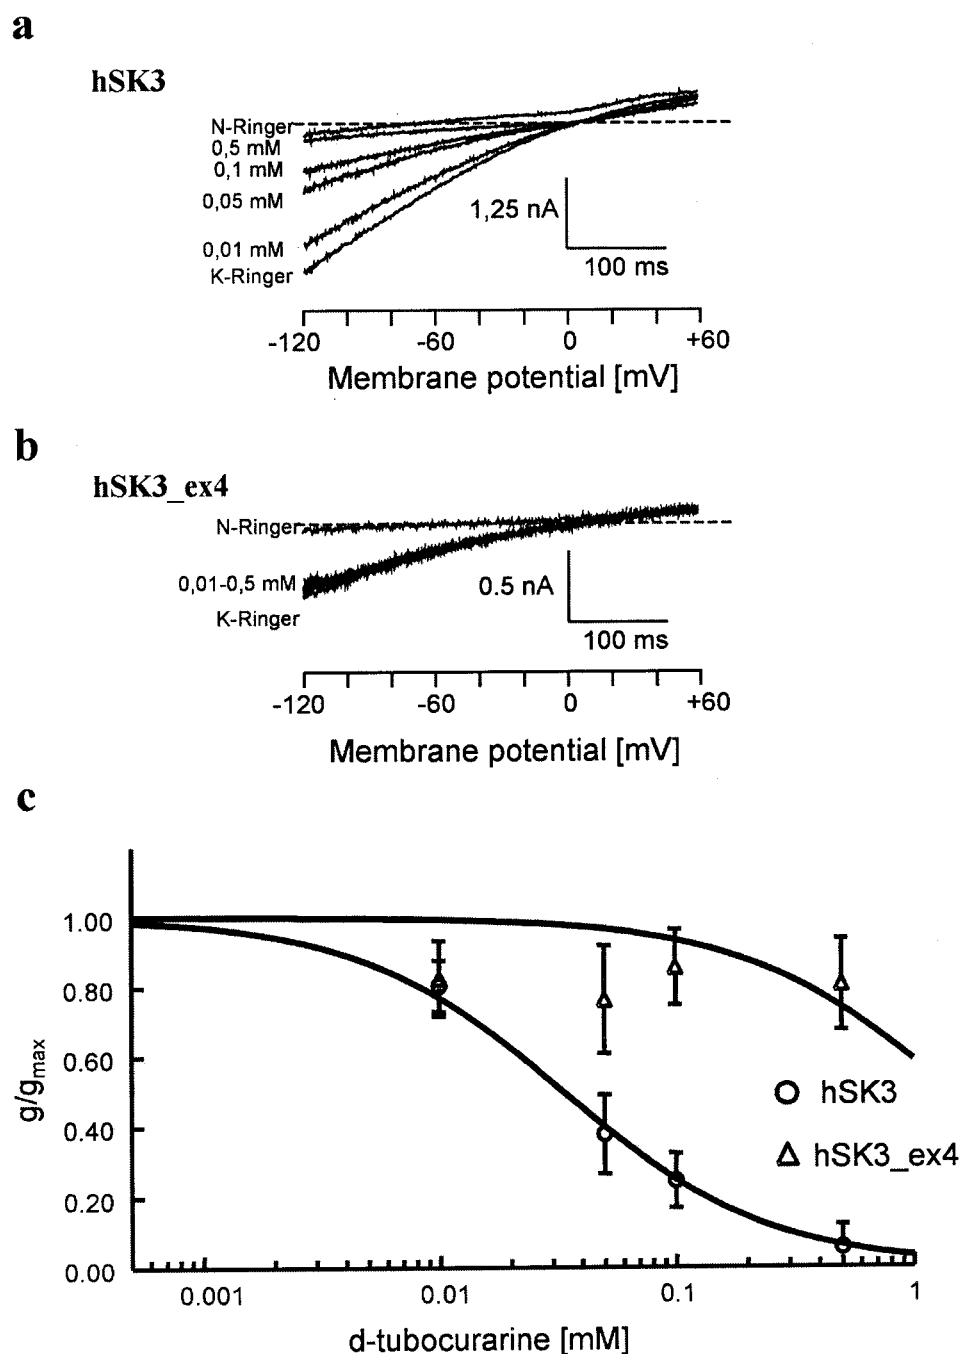 a
hSK3
N-Ringer
0,5 mM
0,1 mM
0,05 mM
0,01 mM
K-Ringer
1,25 nA
100 ms
-120 -60 0 +60
Membrane potential [mV]
b
hSK3_ex4
N-Ringer
0,01-0,5 mM
K-Ringer
0.5 nA
100 ms
-120 -60 0 +60
Membrane potential [mV]
c
g/gmax
1.00
0.80
0.60
0.40
0.20
0.00
hSK3
hSK3_ex4
0.001 0.01 0.1 1
d-tubocurarine [mM]